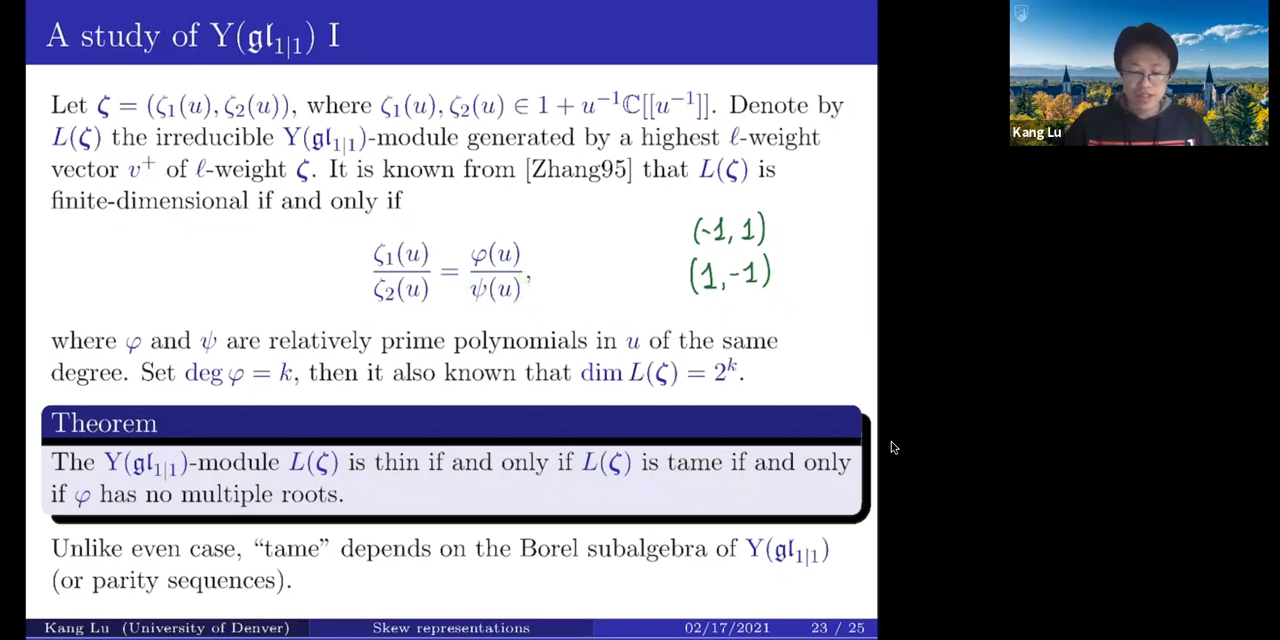 A study of Y(𝔤𝔩₁|₁) I
Let ζ = (ζ₁(u), ζ₂(u)), where ζ₁(u), ζ₂(u) ∈ 1 + u⁻¹ℂ[[u⁻¹]]. Denote by
L(ζ) the irreducible Y(𝔤𝔩₁|₁)-module generated by a highest ℓ-weight
vector v⁺ of ℓ-weight ζ. It is known from [Zhang95] that L(ζ) is
finite-dimensional if and only if
ζ₁(u)/ζ₂(u) = φ(u)/ψ(u),
(-1, 1)
(1, -1)
where φ and ψ are relatively prime polynomials in u of the same
degree. Set deg φ = k, then it also known that dim L(ζ) = 2ᵏ.
Theorem
The Y(𝔤𝔩₁|₁)-module L(ζ) is thin if and only if L(ζ) is tame if and only
if φ has no multiple roots.
Unlike even case, “tame” depends on the Borel subalgebra of Y(𝔤𝔩₁|₁)
(or parity sequences).
Kang Lu (University of Denver) Skew representations 02/17/2021 23 / 25
Kang Lu